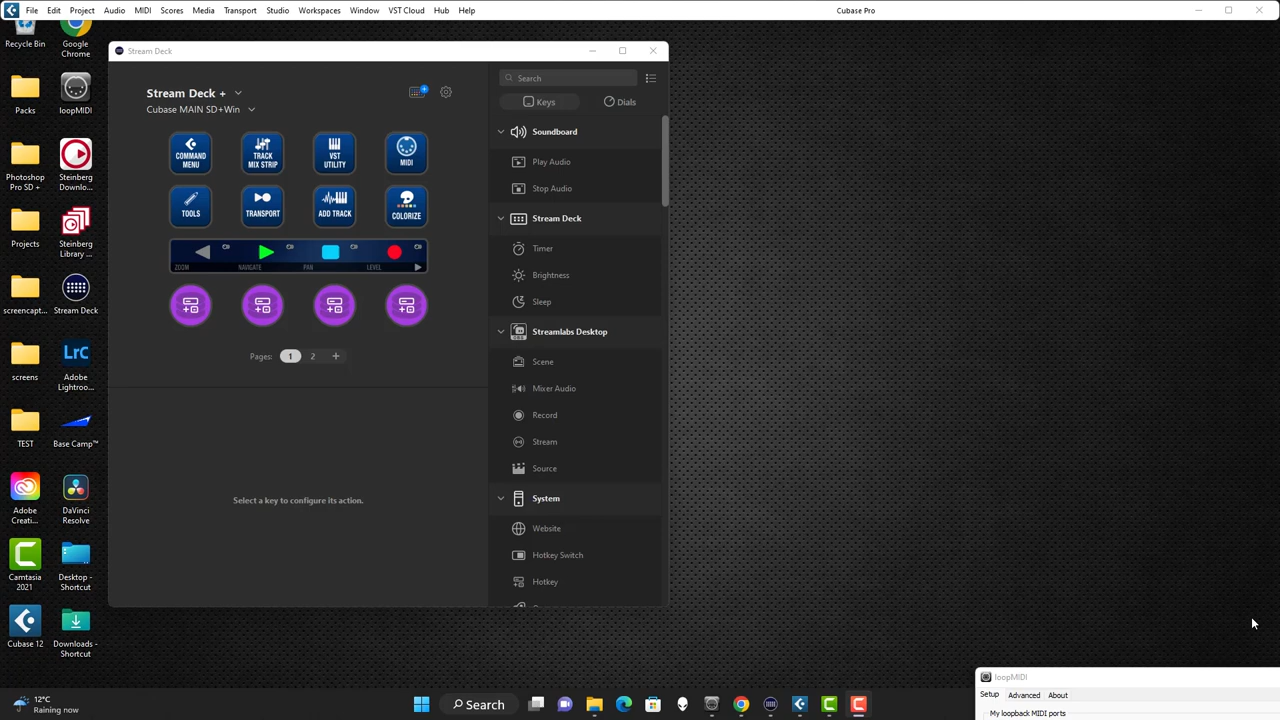 File Edit Project Audio MIDI Scores Media Transport Studio Workspaces Window VST Cloud Hub Help
Cubase Pro
Recycle Bin
Google
Chrome
Packs
loopMIDI
Photoshop
Pro SD +
Steinberg
Downlo...
Projects
Steinberg
Library ...
screencapt...
Stream Deck
screens
Lrc
Adobe
Lightroo...
TEST
Base Camp™
Adobe
Creati...
DaVinci
Resolve
Camtasia
2021
Desktop -
Shortcut
Cubase 12
Downloads -
Shortcut
Stream Deck
Stream Deck +
Cubase MAIN SD+Win
COMMAND
MENU
TRACK
MIX STRIP
VST
UTILITY
MIDI
TOOLS
TRANSPORT
ADD TRACK
COLORIZE
ZOOM NAVIGATE PAN LEVEL
Pages: 1 2 +
Select a key to configure its action.
Search
Keys Dials
Soundboard
Play Audio
Stop Audio
Stream Deck
Timer
Brightness
Sleep
Streamlabs Desktop
Scene
Mixer Audio
Record
Stream
Source
System
Website
Hotkey Switch
Hotkey
loopMIDI
Setup Advanced About
My loopback MIDI ports
12°C
Raining now
Search